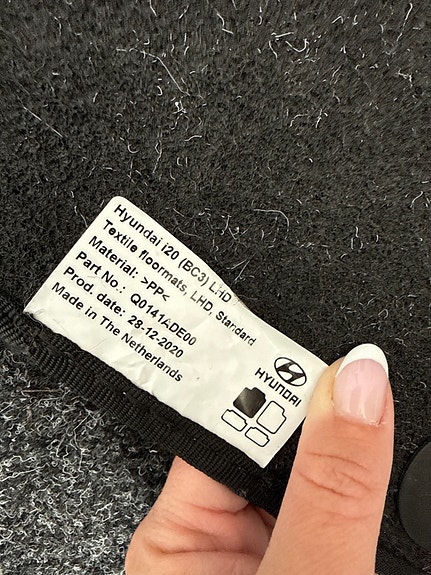 Hyundai i20 (BC3) LHD
Textile floormats, LHD, Standard
Material: >PP<
Part No.: Q0141ADE00
Prod. date: 28-12-2020
Made in The Netherlands
HYUNDAI